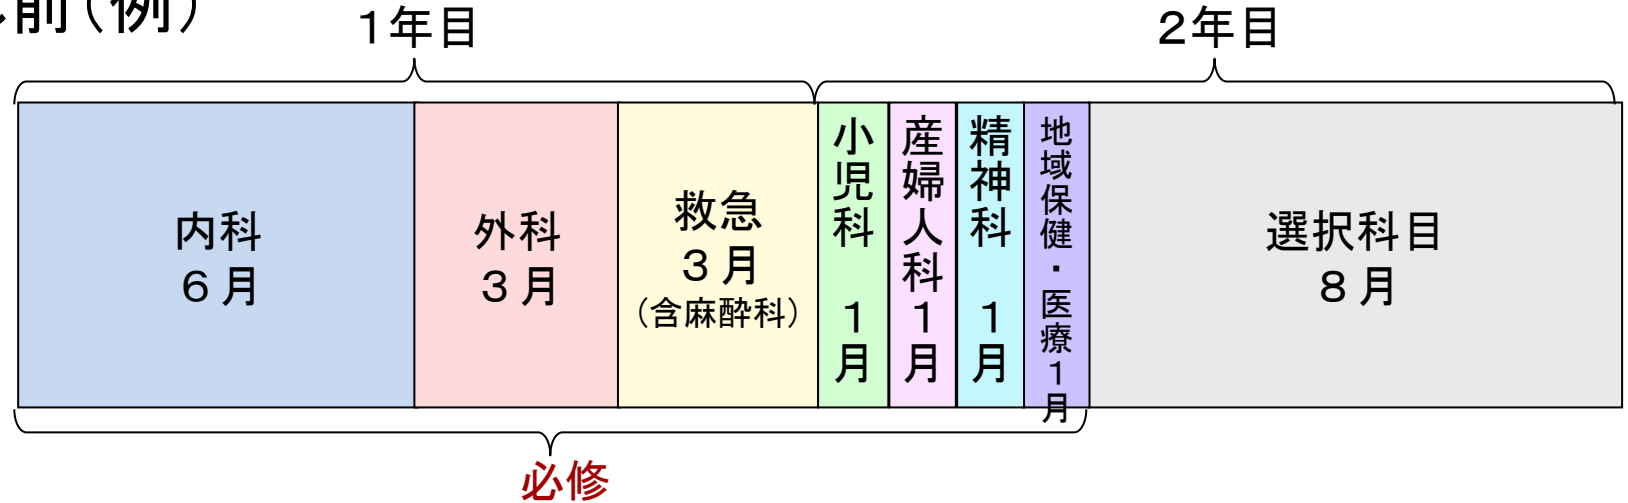 前（例）
１年目
２年目
内科
６月
外科
３月
救急
３月
（含麻酔科）
小児科　１月
産婦人科１月
精神科　１月
地域保健・医療１月
選択科目
８月
必修